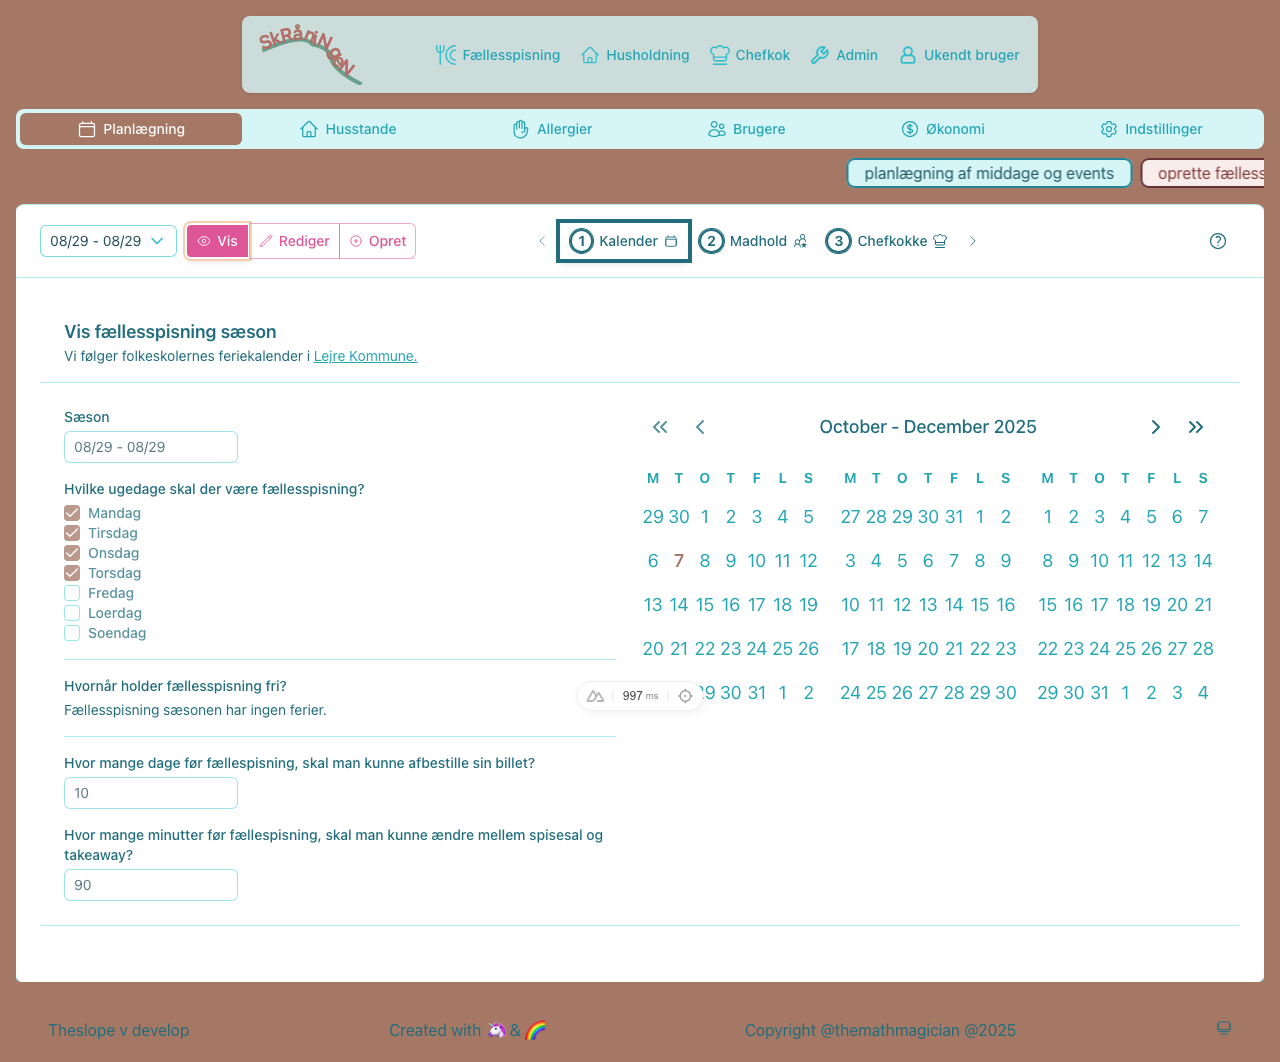 SkRåniNgeN
Fællesspisning
Husholdning
Chefkok
Admin
Ukendt bruger
Planlægning
Husstande
Allergier
Brugere
Økonomi
Indstillinger
planlægning af middage og events
oprette fælless
08/29 - 08/29
Vis
Rediger
Opret
1 Kalender
2 Madhold
3 Chefkokke
Vis fællesspisning sæson
Vi følger folkeskolernes feriekalender i Lejre Kommune.
Sæson
08/29 - 08/29
Hvilke ugedage skal der være fællesspisning?
Mandag
Tirsdag
Onsdag
Torsdag
Fredag
Loerdag
Soendag
Hvornår holder fællesspisning fri?
Fællesspisning sæsonen har ingen ferier.
Hvor mange dage før fællespisning, skal man kunne afbestille sin billet?
10
Hvor mange minutter før fællespisning, skal man kunne ændre mellem spisesal og
takeaway?
90
October - December 2025
M T O T F L S M T O T F L S M T O T F L S
29 30 1 2 3 4 5 27 28 29 30 31 1 2 1 2 3 4 5 6 7
6 7 8 9 10 11 12 3 4 5 6 7 8 9 8 9 10 11 12 13 14
13 14 15 16 17 18 19 10 11 12 13 14 15 16 15 16 17 18 19 20 21
20 21 22 23 24 25 26 17 18 19 20 21 22 23 22 23 24 25 26 27 28
29 30 31 1 2 24 25 26 27 28 29 30 29 30 31 1 2 3 4
997 ms
Theslope v develop
Created with 🦄 & 🌈
Copyright @themathmagician @2025